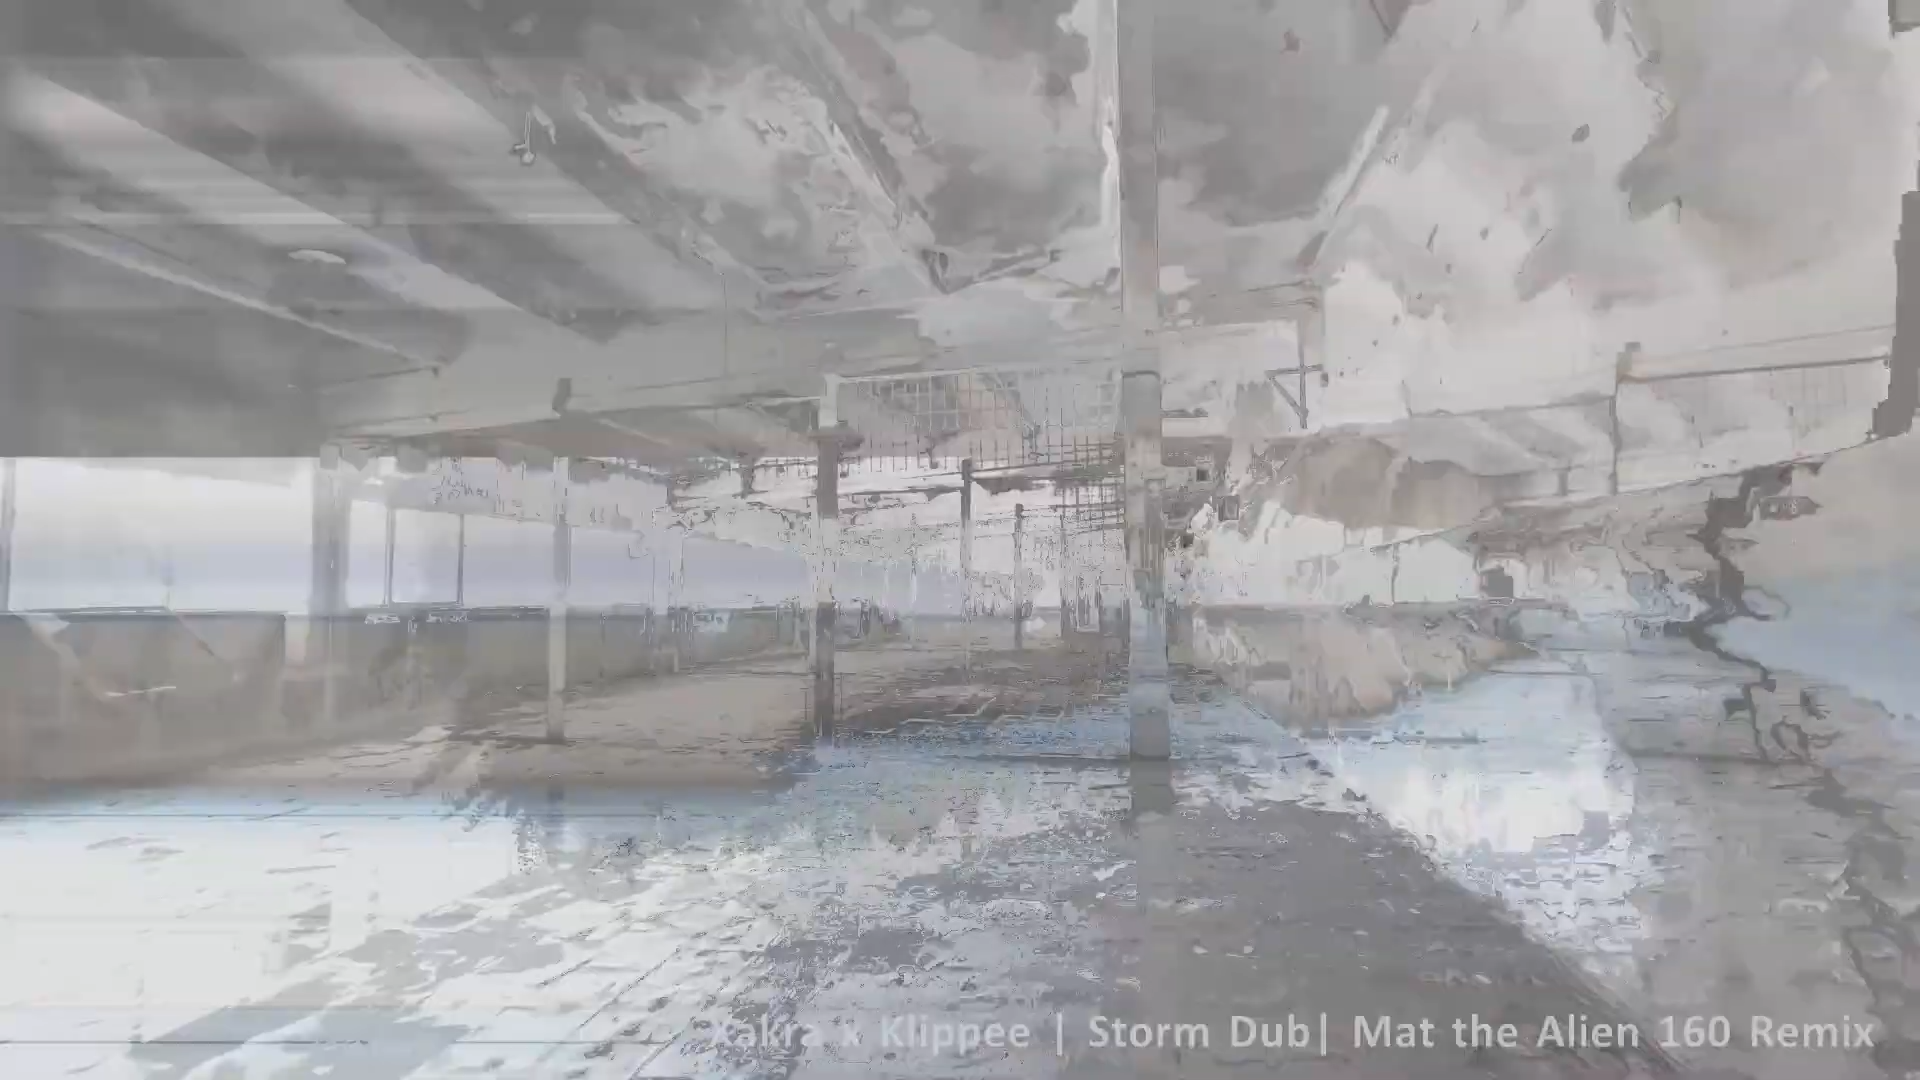 Xakra x Klippee | Storm Dub| Mat the Alien 160 Remix